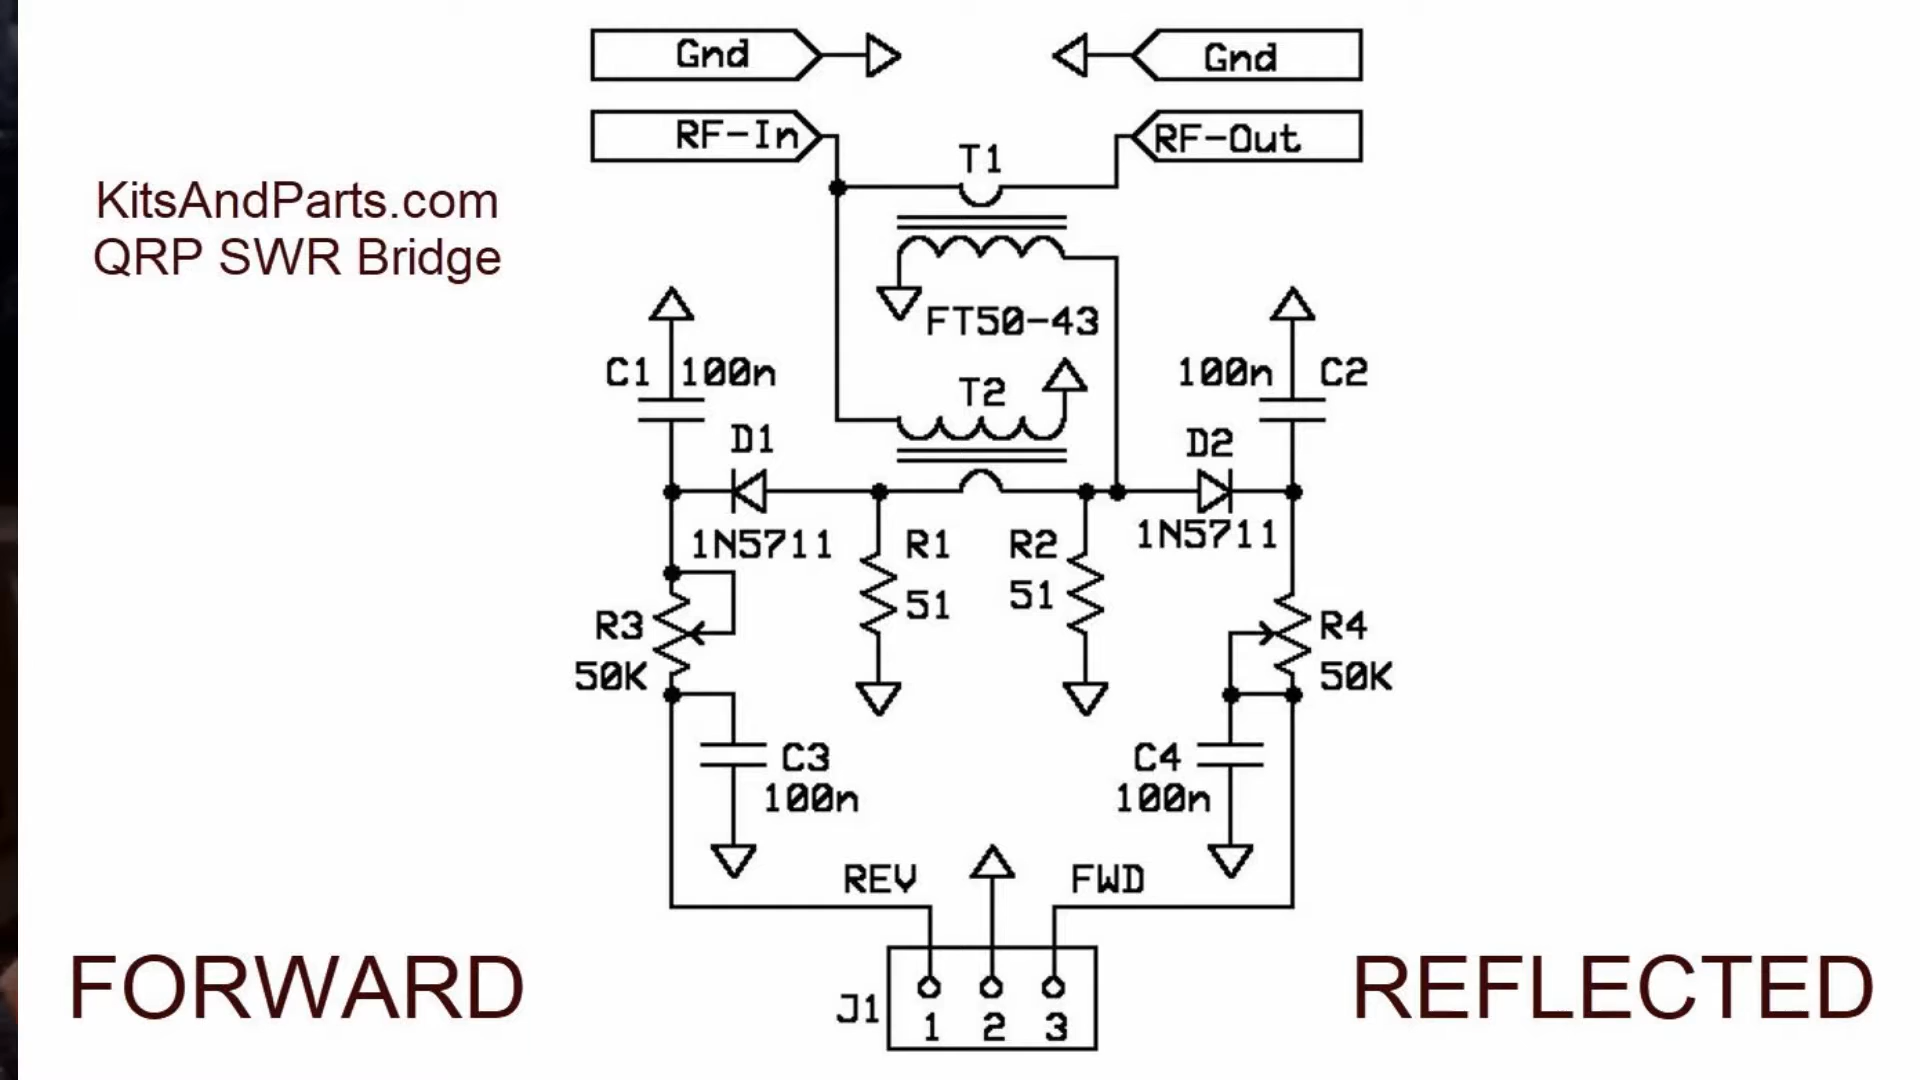 Gnd
Gnd
RF-In
RF-Out
T1
KitsAndParts.com
QRP SWR Bridge
FT50-43
C1 100n
T2
100n C2
D1
D2
1N5711
1N5711
R1
51
R2
51
R3
50K
R4
50K
C3
100n
C4
100n
REV
FWD
FORWARD
REFLECTED
J1
1 2 3